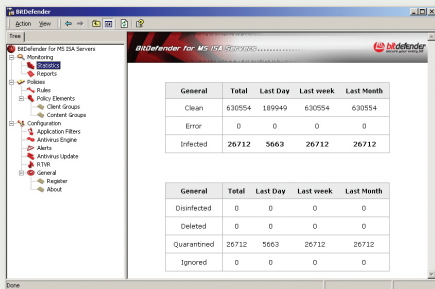 BitDefender
Action View
Tree
BitDefender for MS ISA Servers
Monitoring
Statistics
Reports
Policies
Rules
Policy Elements
Client Groups
Content Groups
Configuration
Application Filters
Antivirus Engine
Alerts
Antivirus Update
RTVR
General
Register
About
BitDefender for MS ISA Servers
bitdefender
secure your every bit
General Total Last Day Last week Last Month
Clean 630554 189949 630554 630554
Error 0 0 0 0
Infected 26712 5663 26712 26712
General Total Last Day Last week Last Month
Disinfected 0 0 0 0
Deleted 0 0 0 0
Quarantined 26712 5663 26712 26712
Ignored 0 0 0 0
Done